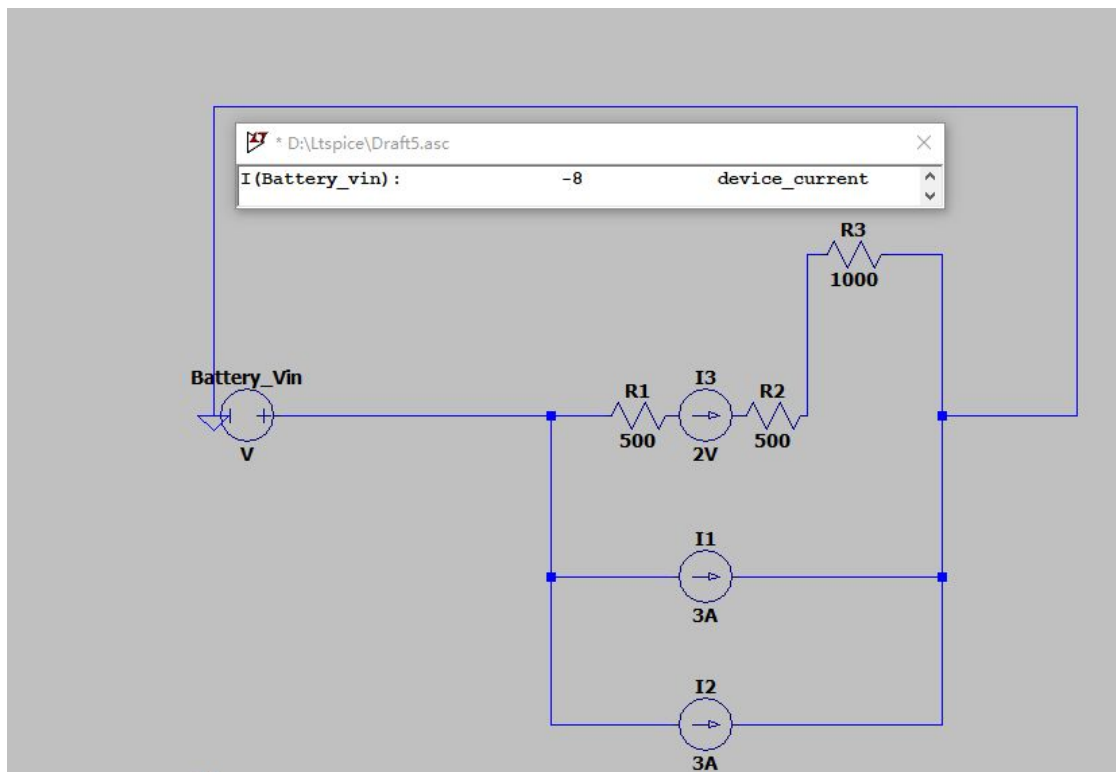 * D:\Ltspice\Draft5.asc
I(Battery_vin): -8 device_current
R3
1000
Battery_Vin
V
R1
I3
R2
500
2V
500
I1
3A
I2
3A